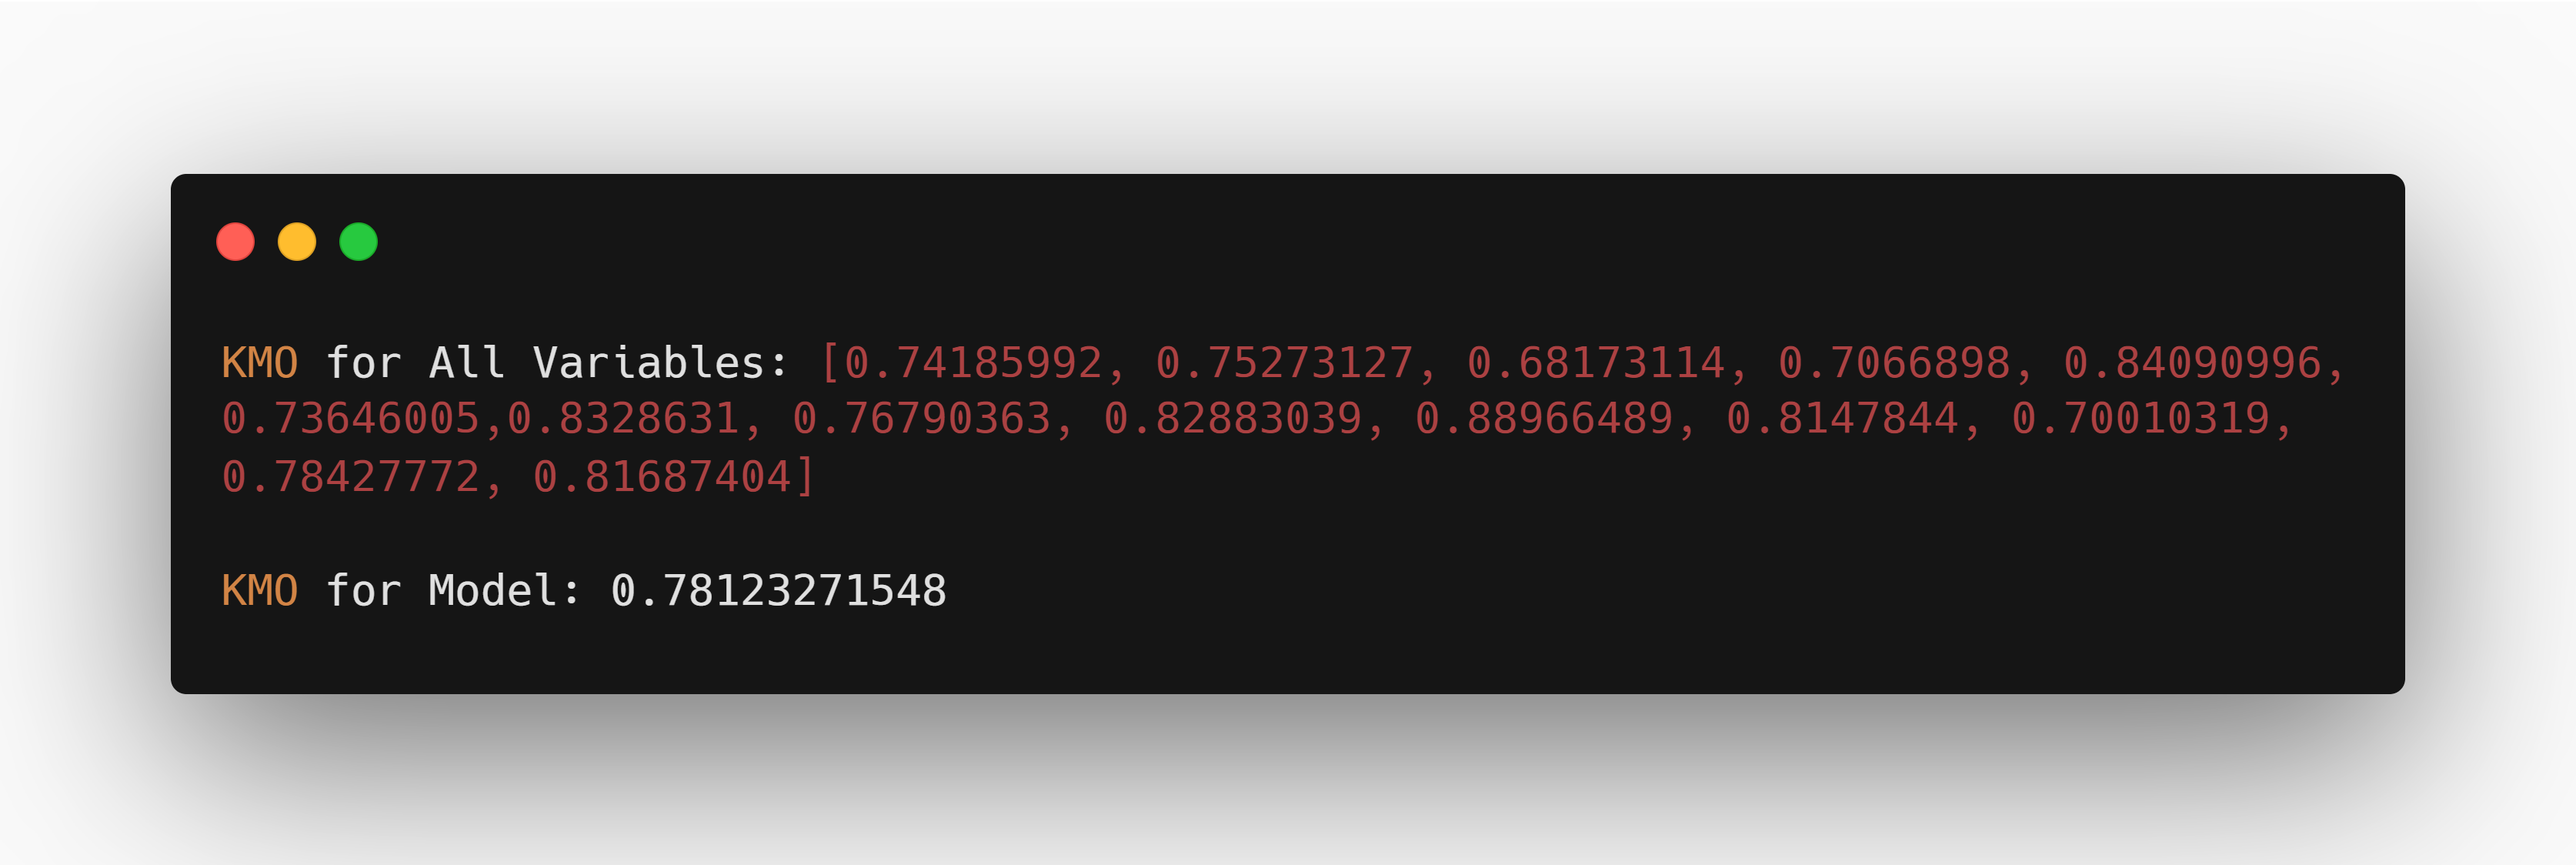 KMO for All Variables: [0.74185992, 0.75273127, 0.68173114, 0.7066898, 0.84090996,
0.73646005,0.8328631, 0.76790363, 0.82883039, 0.88966489, 0.8147844, 0.70010319,
0.78427772, 0.81687404]
KMO for Model: 0.78123271548